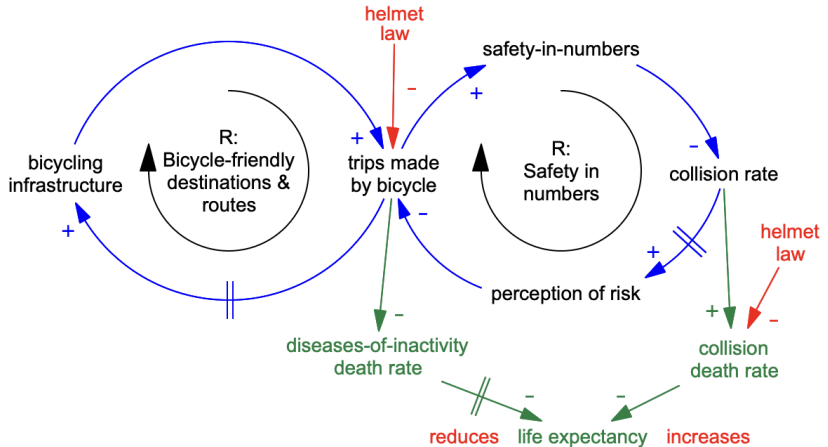 helmet
law
safety-in-numbers
–
+
+
R:
Bicycle-friendly
destinations &
routes
bicycling
infrastructure
trips made
by bicycle
R:
Safety in
numbers
–
collision rate
+
–
+
helmet
law
perception of risk
–
+
–
diseases-of-inactivity
death rate
collision
death rate
–
–
reduces life expectancy increases